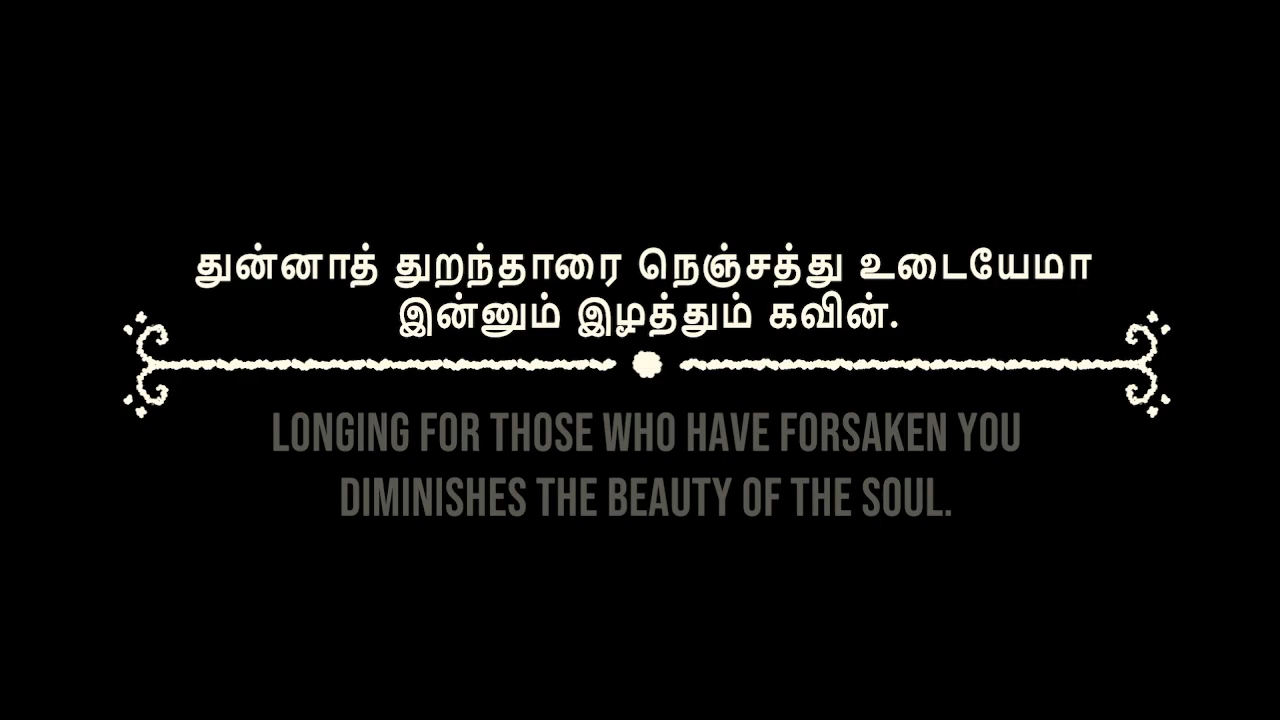 துன்னாத் துறந்தாரை நெஞ்சத்து உடையேமா
இன்னும் இழத்தும் கவின்.
LONGING FOR THOSE WHO HAVE FORSAKEN YOU
DIMINISHES THE BEAUTY OF THE SOUL.